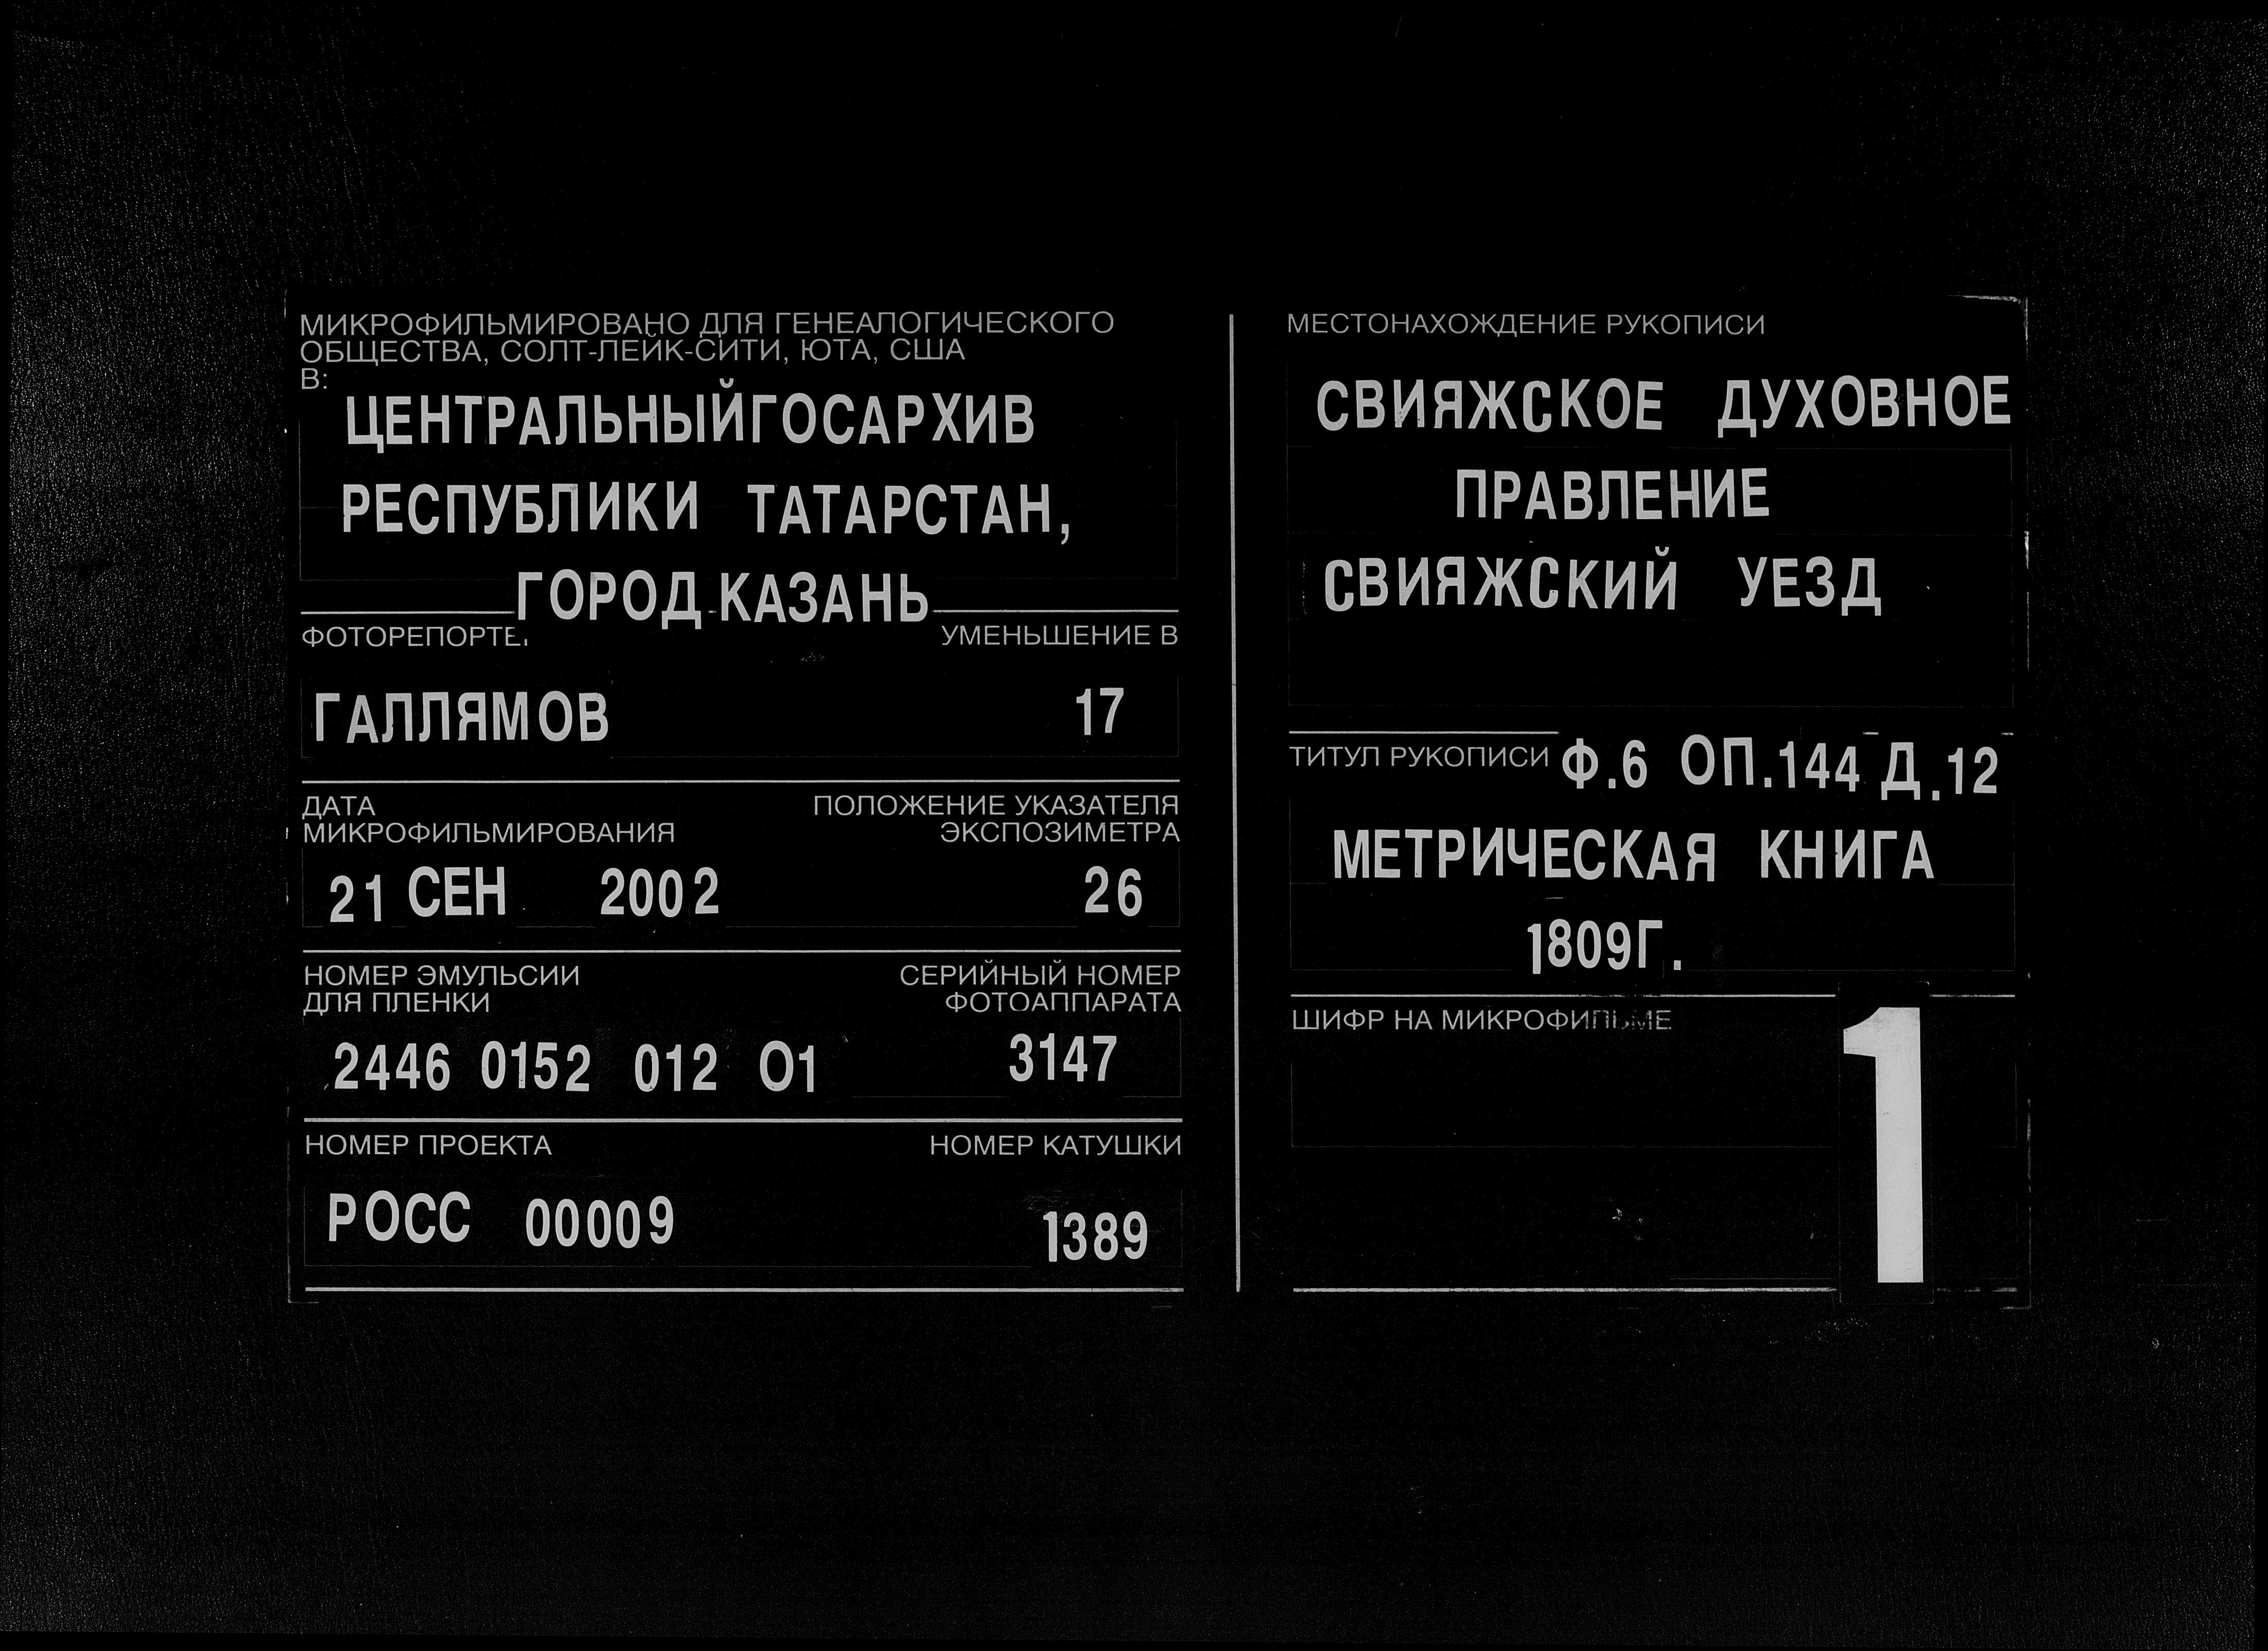 МИКРОФИЛЬМИРОВАНО ДЛЯ ГЕНЕАЛОГИЧЕСКОГО
ОБЩЕСТВА, СОЛТ-ЛЕЙК-СИТИ, ЮТА, США
В:
ЦЕНТРАЛЬНЫЙГОСАРХИВ
РЕСПУБЛИКИ ТАТАРСТАН,
ГОРОД КАЗАНЬ
ФОТОРЕПОРТЕ УМЕНЬШЕНИЕ В
ГАЛЛЯМОВ 17
ДАТА ПОЛОЖЕНИЕ УКАЗАТЕЛЯ
МИКРОФИЛЬМИРОВАНИЯ ЭКСПОЗИМЕТРА
21 СЕН 2002 26
НОМЕР ЭМУЛЬСИИ СЕРИЙНЫЙ НОМЕР
ДЛЯ ПЛЕНКИ ФОТОАППАРАТА
2446 0152 012 01 3147
НОМЕР ПРОЕКТА НОМЕР КАТУШКИ
РОСС 00009 1389
МЕСТОНАХОЖДЕНИЕ РУКОПИСИ
СВИЯЖСКОЕ ДУХОВНОЕ
ПРАВЛЕНИЕ
СВИЯЖСКИЙ УЕЗД
ТИТУЛ РУКОПИСИ Ф.6 ОП.144 Д.12
МЕТРИЧЕСКАЯ КНИГА
1809Г.
ШИФР НА МИКРОФИЛЬМЕ
1